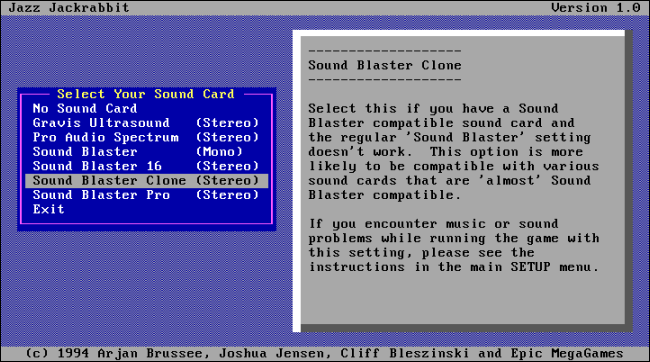 Jazz Jackrabbit Version 1.0
Select Your Sound Card
No Sound Card
Gravis Ultrasound (Stereo)
Pro Audio Spectrum (Stereo)
Sound Blaster (Mono)
Sound Blaster 16 (Stereo)
Sound Blaster Clone (Stereo)
Sound Blaster Pro (Stereo)
Exit
--------------------
Sound Blaster Clone
--------------------
Select this if you have a Sound
Blaster compatible sound card and
the regular 'Sound Blaster' setting
doesn't work. This option is more
likely to be compatible with various
sound cards that are 'almost' Sound
Blaster compatible.
If you encounter music or sound
problems while running the game with
this setting, please see the
instructions in the main SETUP menu.
(c) 1994 Arjan Brussee, Joshua Jensen, Cliff Bleszinski and Epic MegaGames